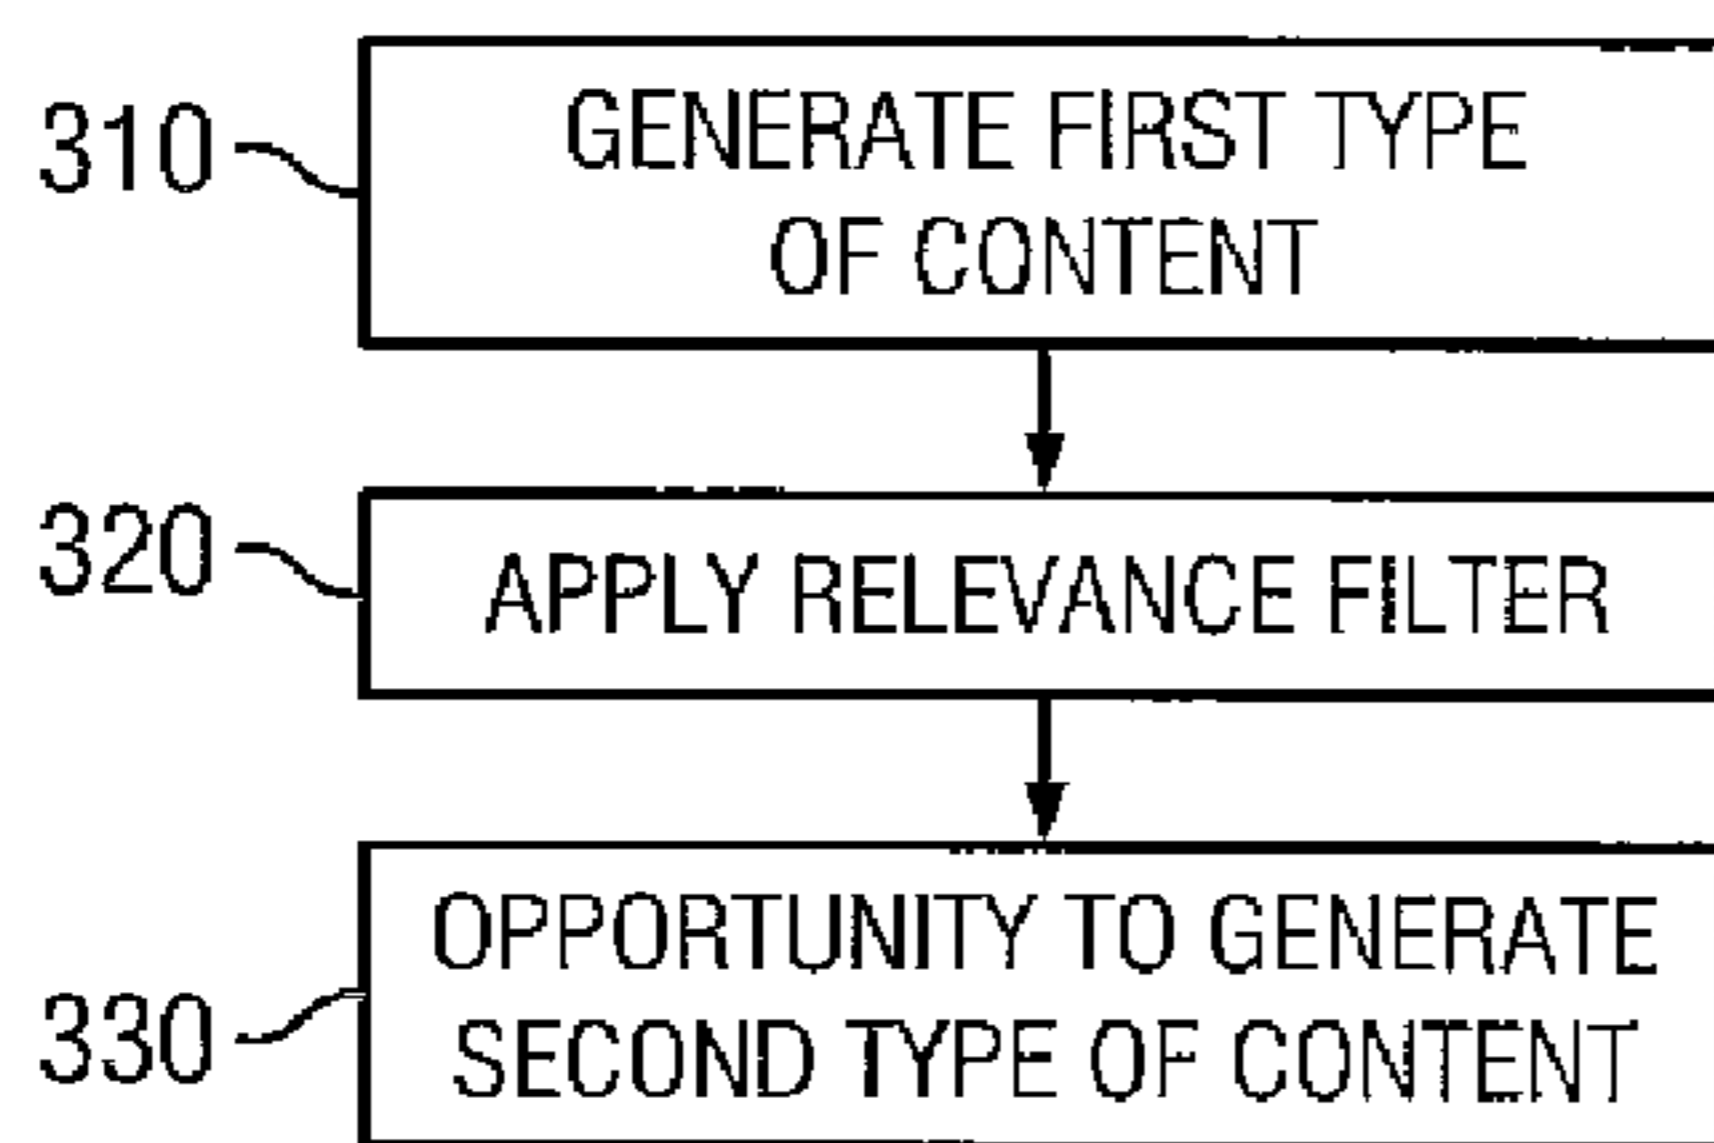 310
GENERATE FIRST TYPE
OF CONTENT
320
APPLY RELEVANCE FILTER
330
OPPORTUNITY TO GENERATE
SECOND TYPE OF CONTENT